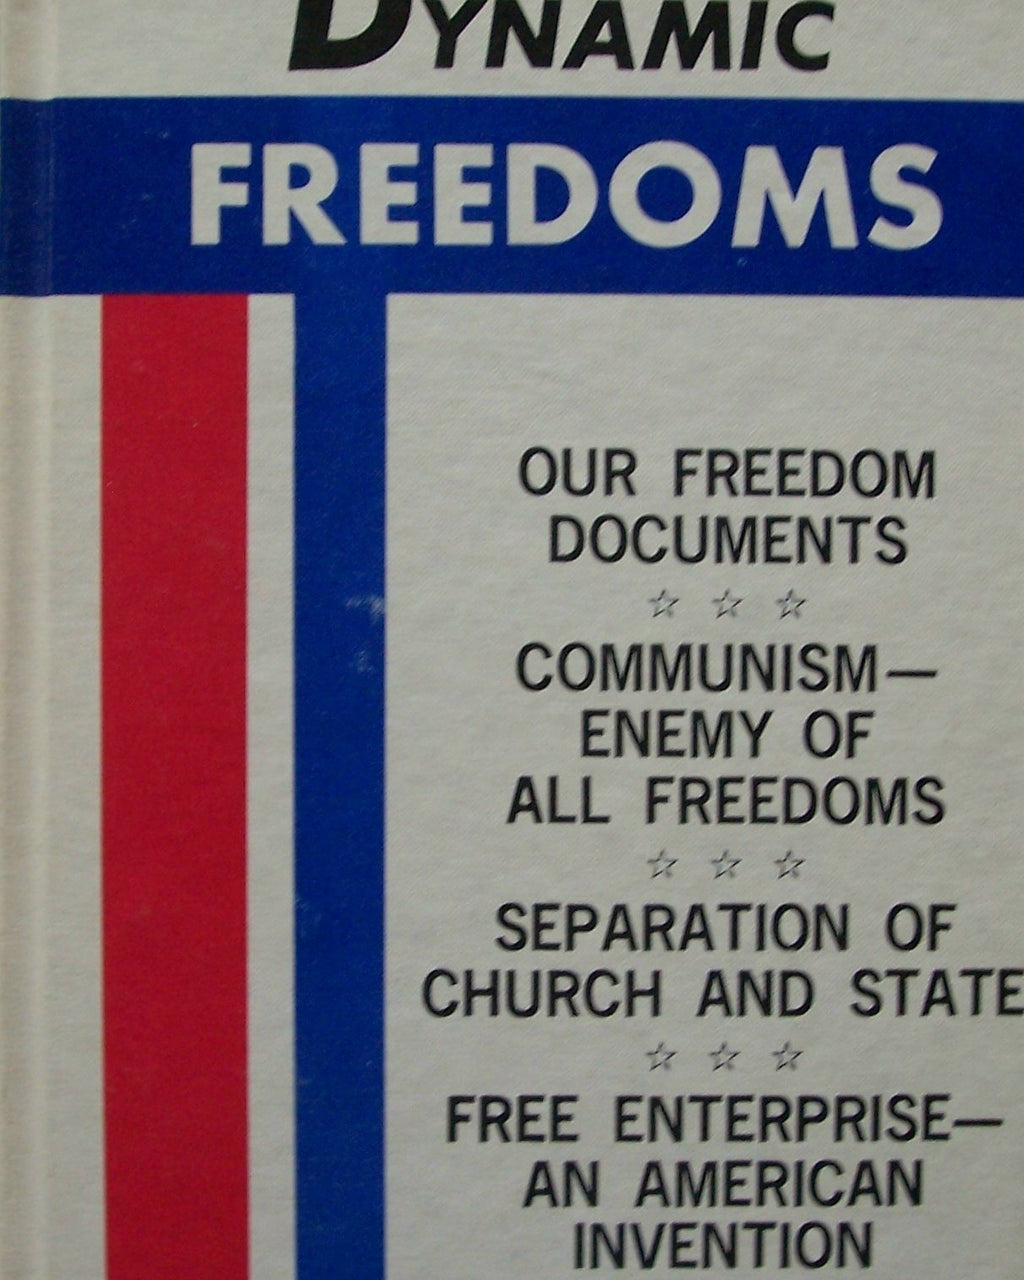 DYNAMIC
FREEDOMS
OUR FREEDOM
DOCUMENTS
☆ ☆ ☆
COMMUNISM—
ENEMY OF
ALL FREEDOMS
☆ ☆ ☆
SEPARATION OF
CHURCH AND STATE
☆ ☆ ☆
FREE ENTERPRISE—
AN AMERICAN
INVENTION